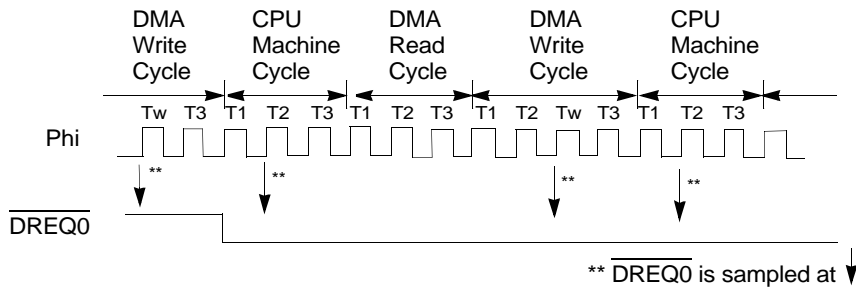 DMA CPU DMA DMA CPU
Write Machine Read Write Machine
Cycle Cycle Cycle Cycle Cycle
Tw T3 T1 T2 T3 T1 T2 T3 T1 T2 Tw T3 T1 T2 T3
Phi
** ** ** **
DREQ0
** DREQ0 is sampled at